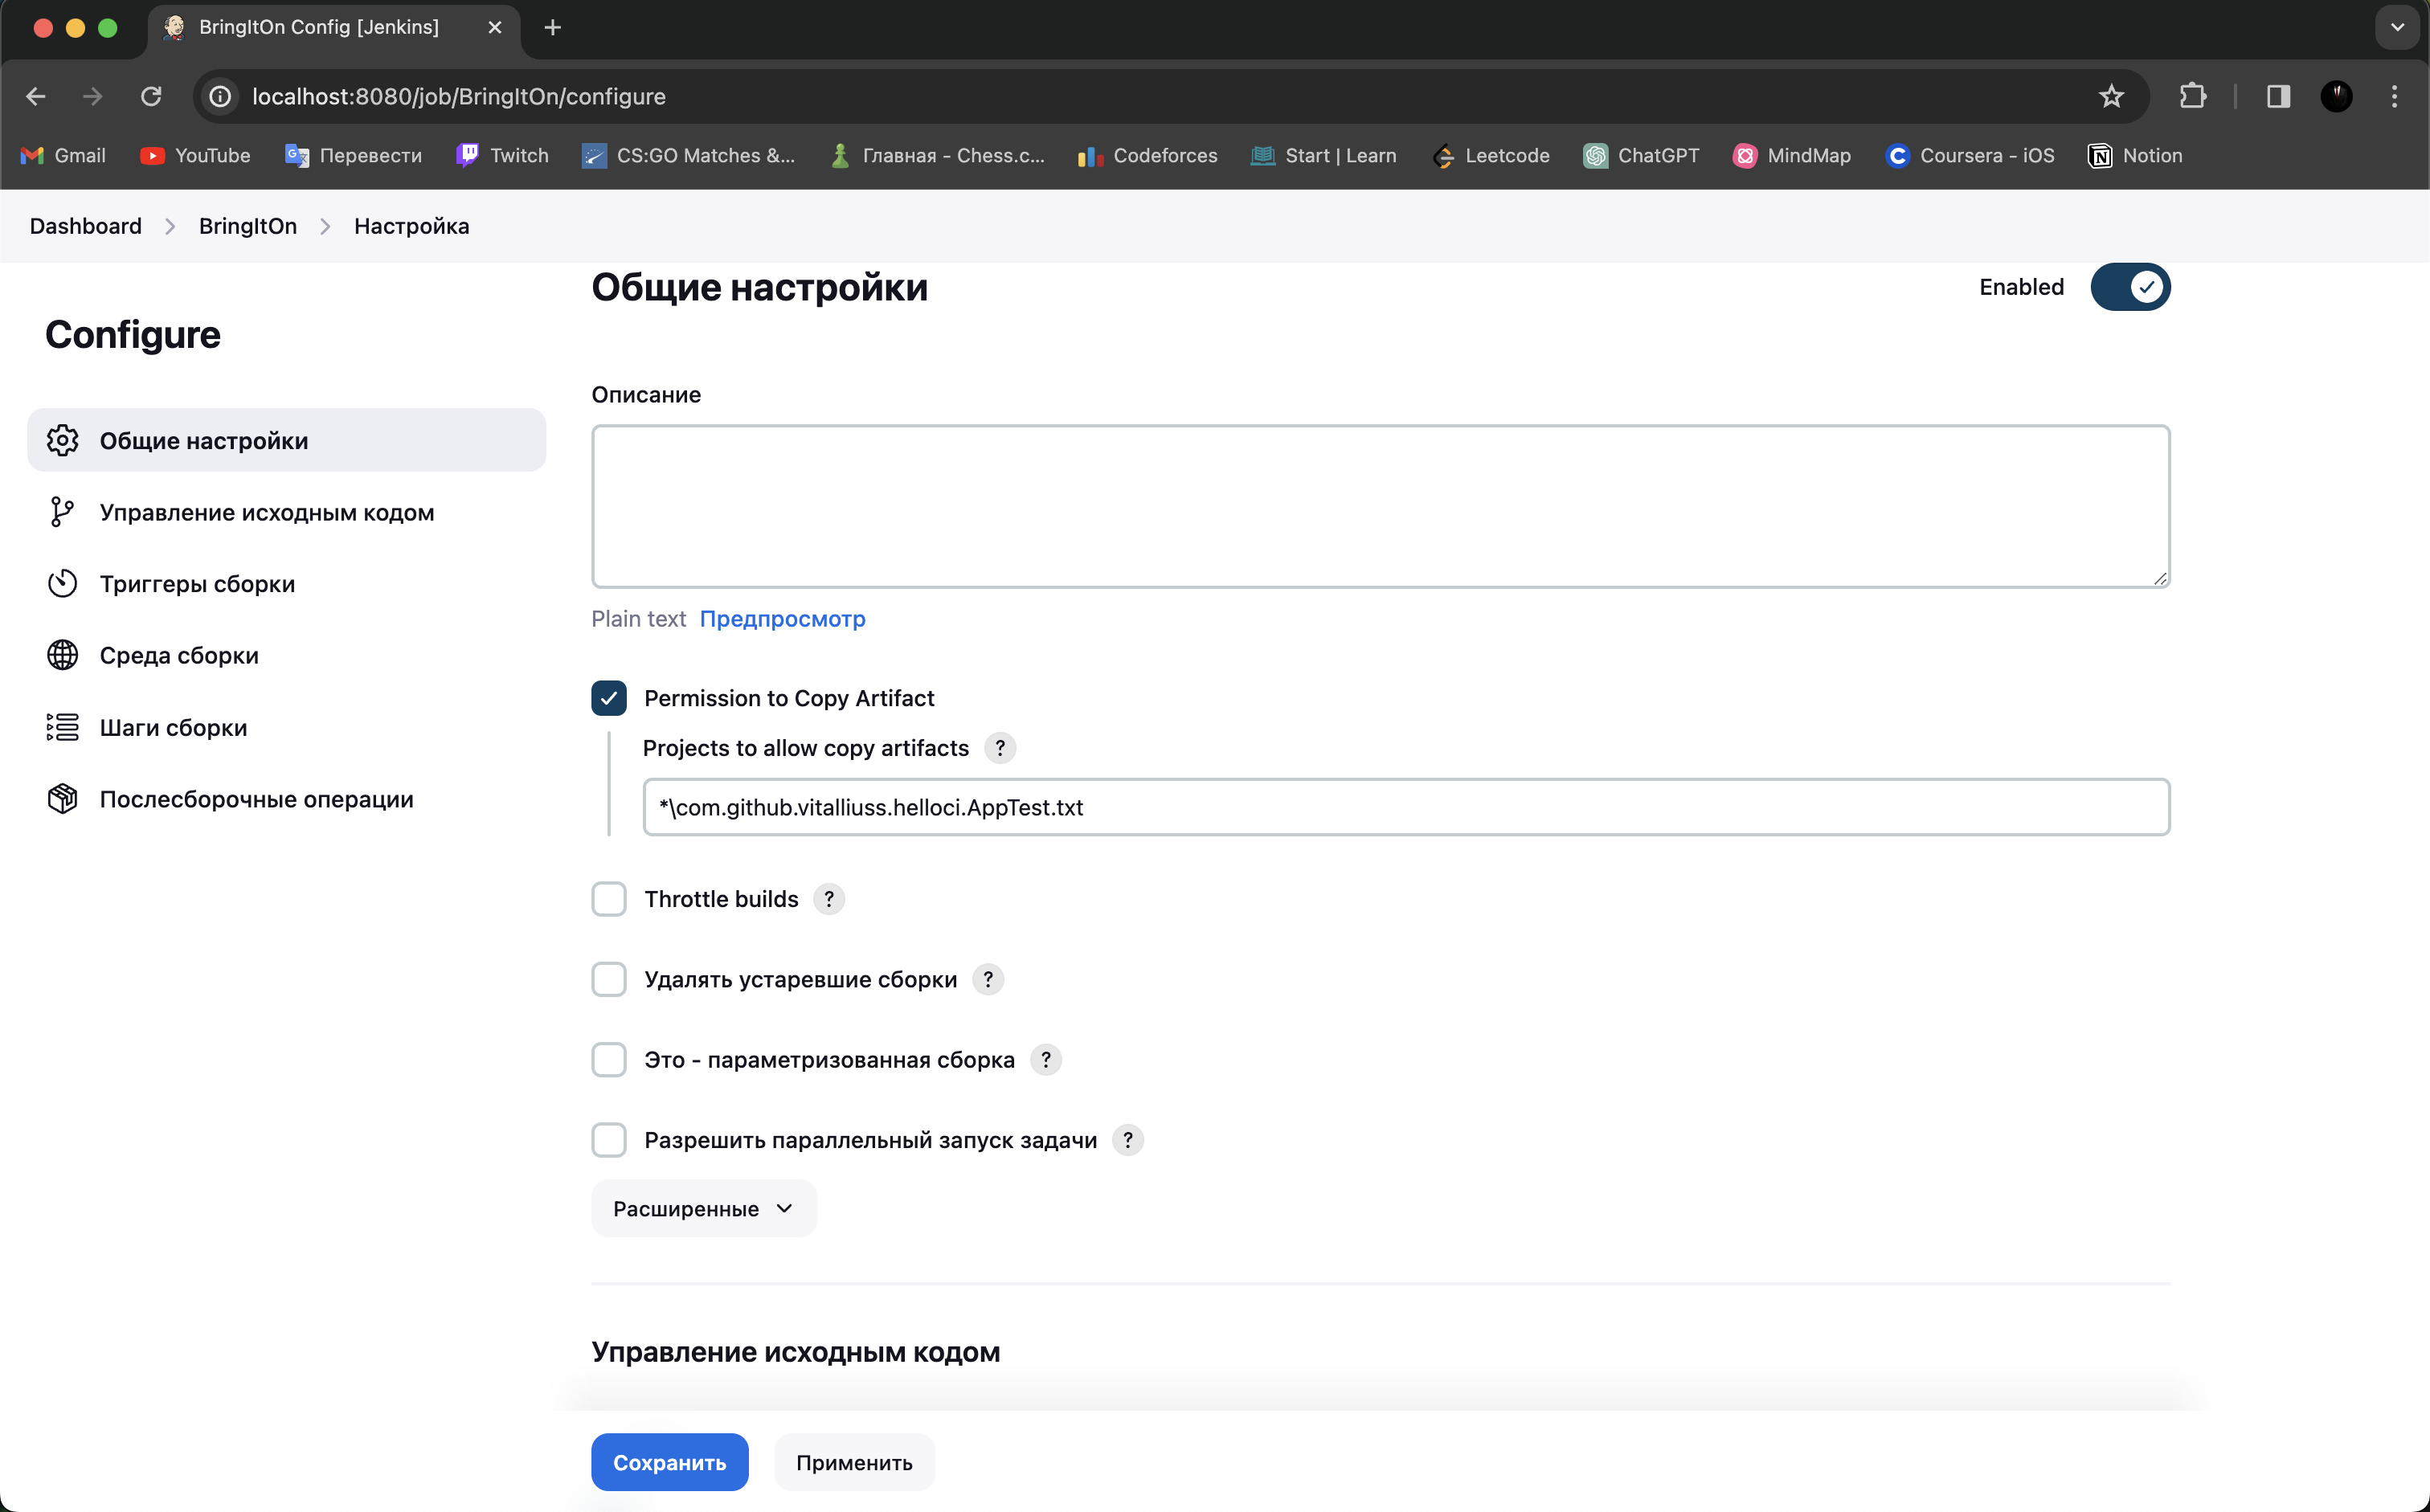 BringItOn Config [Jenkins]
localhost:8080/job/BringItOn/configure
Gmail YouTube Перевести Twitch CS:GO Matches &... Главная - Chess.c... Codeforces Start | Learn Leetcode ChatGPT MindMap Coursera - iOS Notion
Dashboard BringItOn Настройка
Configure
Общие настройки
Управление исходным кодом
Триггеры сборки
Среда сборки
Шаги сборки
Послесборочные операции
Общие настройки Enabled
Описание
Plain text Предпросмотр
Permission to Copy Artifact
Projects to allow copy artifacts ?
*\com.github.vitalliuss.helloci.AppTest.txt
Throttle builds ?
Удалять устаревшие сборки ?
Это - параметризованная сборка ?
Разрешить параллельный запуск задачи ?
Расширенные
Управление исходным кодом
Сохранить Применить